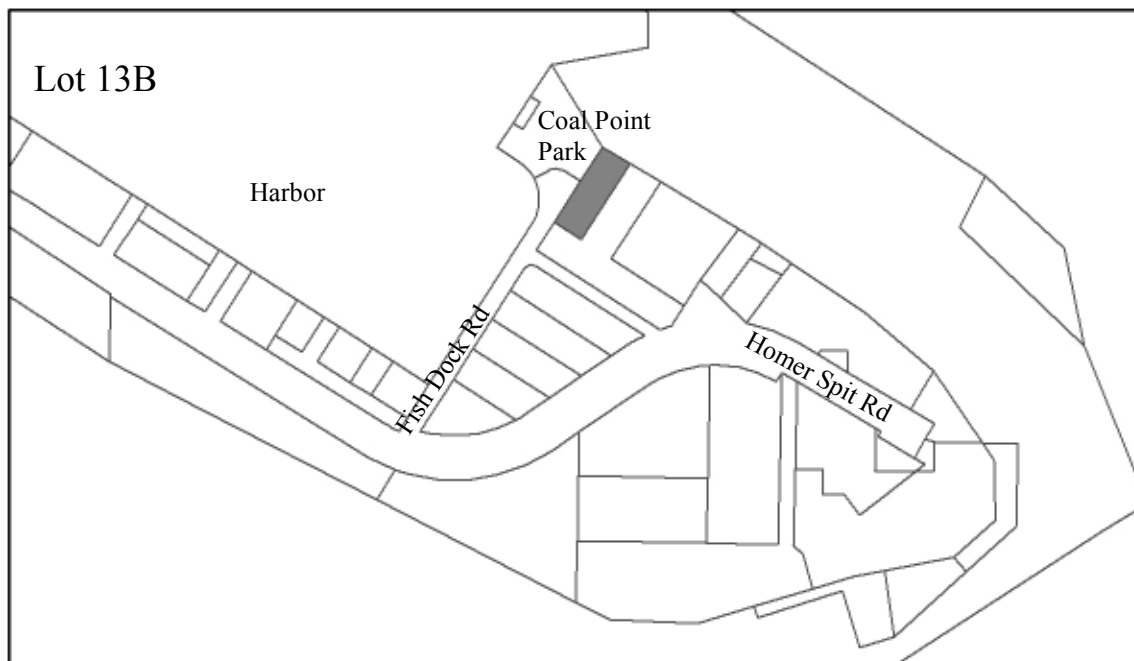 Lot 13B
Coal Point
Park
Harbor
Fish Dock Rd
Homer Spit Rd